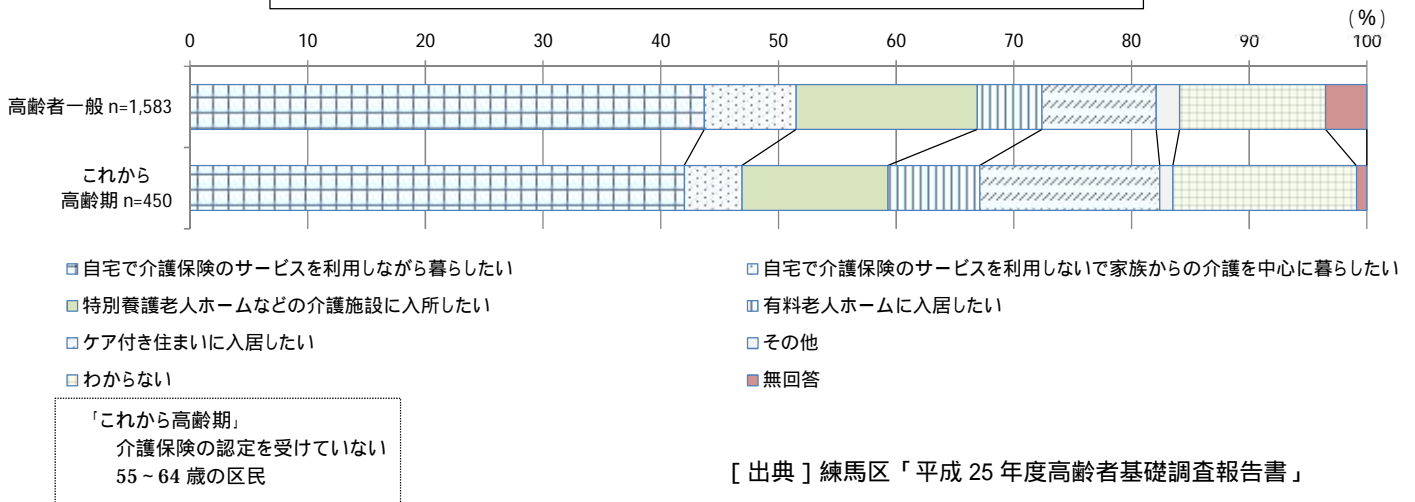 (%)
0 10 20 30 40 50 60 70 80 90 100
高齢者一般 n=1,583
これから
高齢期 n=450
自宅で介護保険のサービスを利用しながら暮らしたい
自宅で介護保険のサービスを利用しないで家族からの介護を中心に暮らしたい
特別養護老人ホームなどの介護施設に入所したい
有料老人ホームに入居したい
ケア付き住まいに入居したい
その他
わからない
無回答
「これから高齢期」
介護保険の認定を受けていない
55~64 歳の区民
[ 出典 ] 練馬区「平成 25 年度高齢者基礎調査報告書」